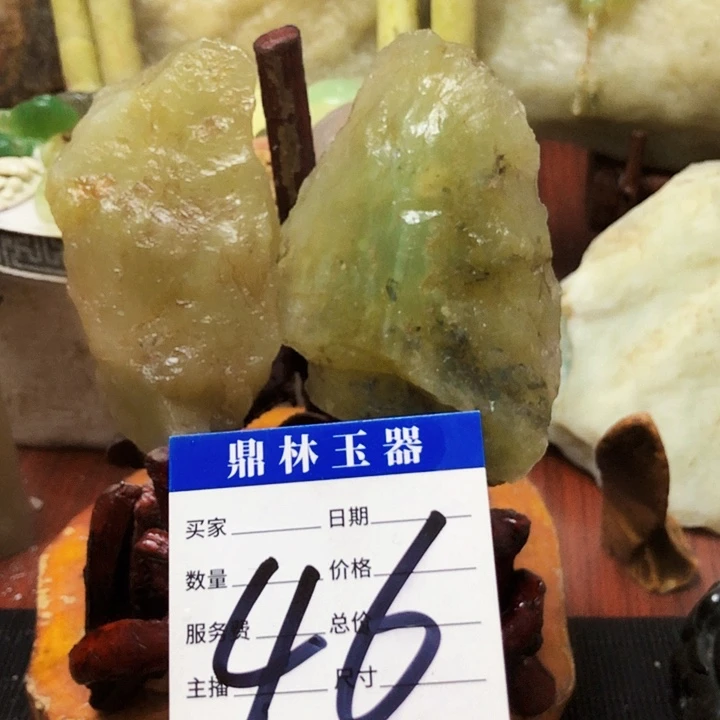 鼎林玉器
买家 日期
数量 价格
服务费 总价
主播 尺寸
46